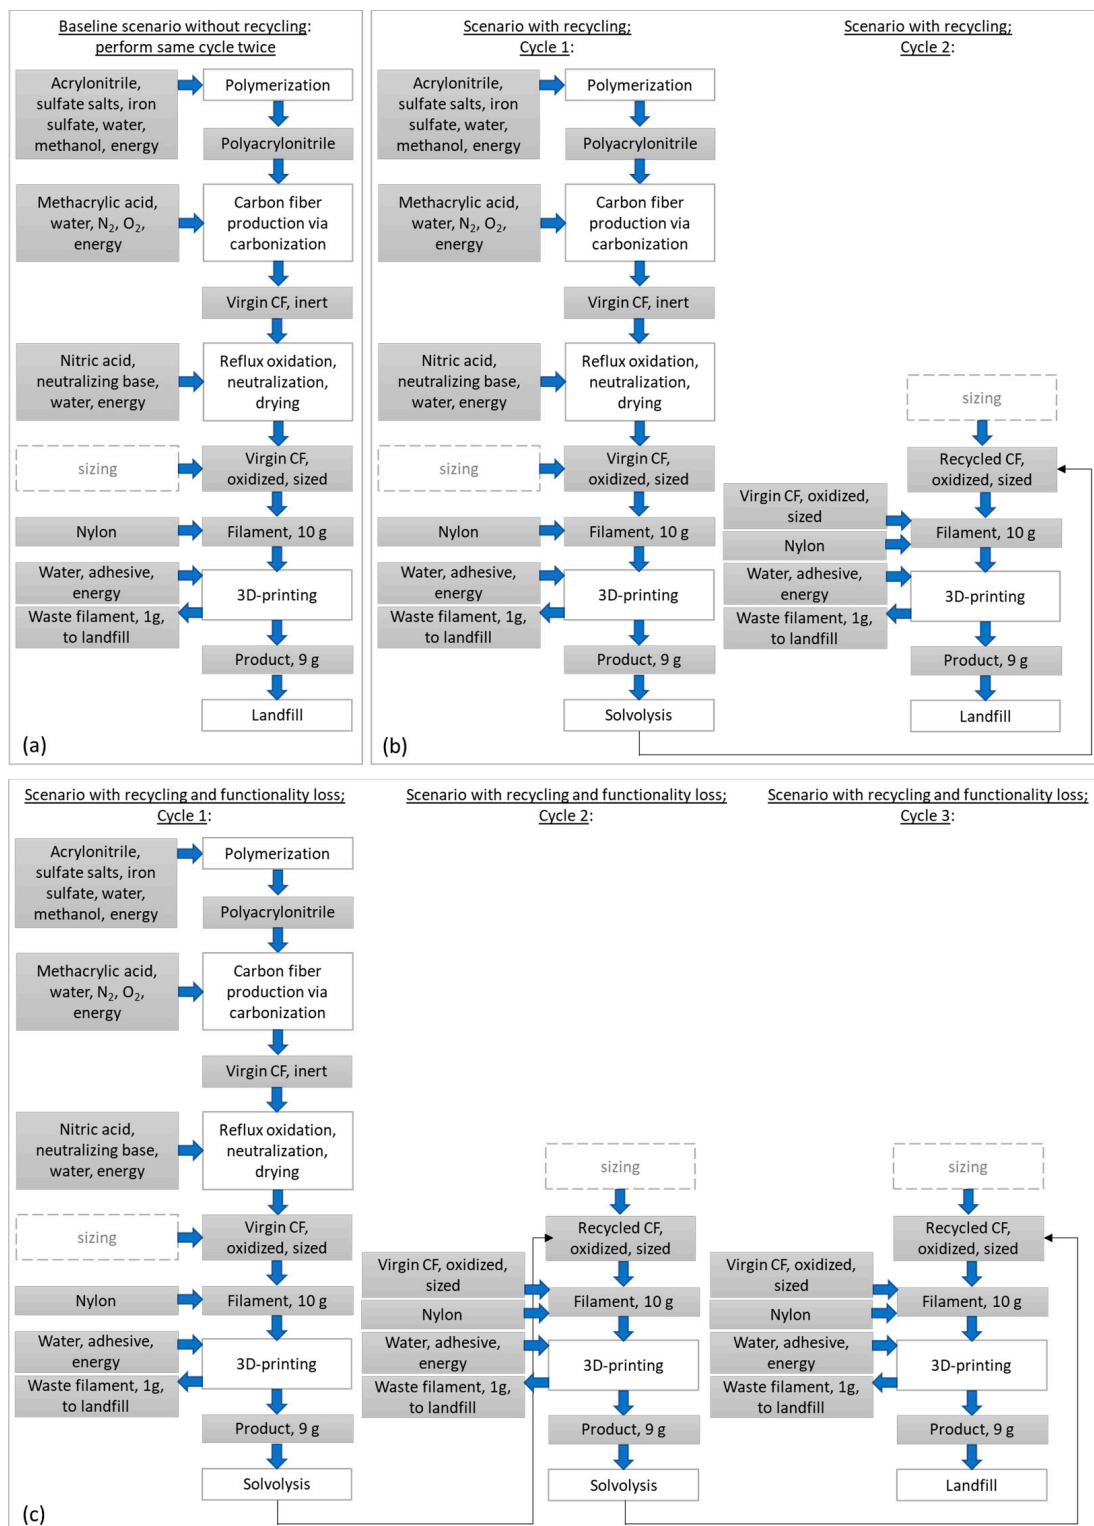 Baseline scenario without recycling:
perform same cycle twice
Acrylonitrile,
sulfate salts, iron
sulfate, water,
methanol, energy
Polymerization
Polyacrylonitrile
Methacrylic acid,
water, N₂, O₂,
energy
Carbon fiber
production via
carbonization
Virgin CF, inert
Nitric acid,
neutralizing base,
water, energy
Reflux oxidation,
neutralization,
drying
sizing
Virgin CF,
oxidized, sized
Nylon
Filament, 10 g
Water, adhesive,
energy
3D-printing
Waste filament, 1g,
to landfill
Product, 9 g
Landfill
(a)
Scenario with recycling;
Cycle 1:
Acrylonitrile,
sulfate salts, iron
sulfate, water,
methanol, energy
Polymerization
Polyacrylonitrile
Methacrylic acid,
water, N₂, O₂,
energy
Carbon fiber
production via
carbonization
Virgin CF, inert
Nitric acid,
neutralizing base,
water, energy
Reflux oxidation,
neutralization,
drying
sizing
Virgin CF,
oxidized, sized
Nylon
Filament, 10 g
Water, adhesive,
energy
3D-printing
Waste filament, 1g,
to landfill
Product, 9 g
Solvolysis
(b)
Scenario with recycling;
Cycle 2:
sizing
Recycled CF,
oxidized, sized
Virgin CF, oxidized,
sized
Nylon
Filament, 10 g
Water, adhesive,
energy
3D-printing
Waste filament, 1g,
to landfill
Product, 9 g
Landfill
Scenario with recycling and functionality loss;
Cycle 1:
Acrylonitrile,
sulfate salts, iron
sulfate, water,
methanol, energy
Polymerization
Polyacrylonitrile
Methacrylic acid,
water, N₂, O₂,
energy
Carbon fiber
production via
carbonization
Virgin CF, inert
Nitric acid,
neutralizing base,
water, energy
Reflux oxidation,
neutralization,
drying
sizing
Virgin CF,
oxidized, sized
Nylon
Filament, 10 g
Water, adhesive,
energy
3D-printing
Waste filament, 1g,
to landfill
Product, 9 g
Solvolysis
(c)
Scenario with recycling and functionality loss;
Cycle 2:
sizing
Recycled CF,
oxidized, sized
Virgin CF, oxidized,
sized
Nylon
Filament, 10 g
Water, adhesive,
energy
3D-printing
Waste filament, 1g,
to landfill
Product, 9 g
Solvolysis
Scenario with recycling and functionality loss;
Cycle 3:
sizing
Recycled CF,
oxidized, sized
Virgin CF, oxidized,
sized
Nylon
Filament, 10 g
Water, adhesive,
energy
3D-printing
Waste filament, 1g,
to landfill
Product, 9 g
Landfill